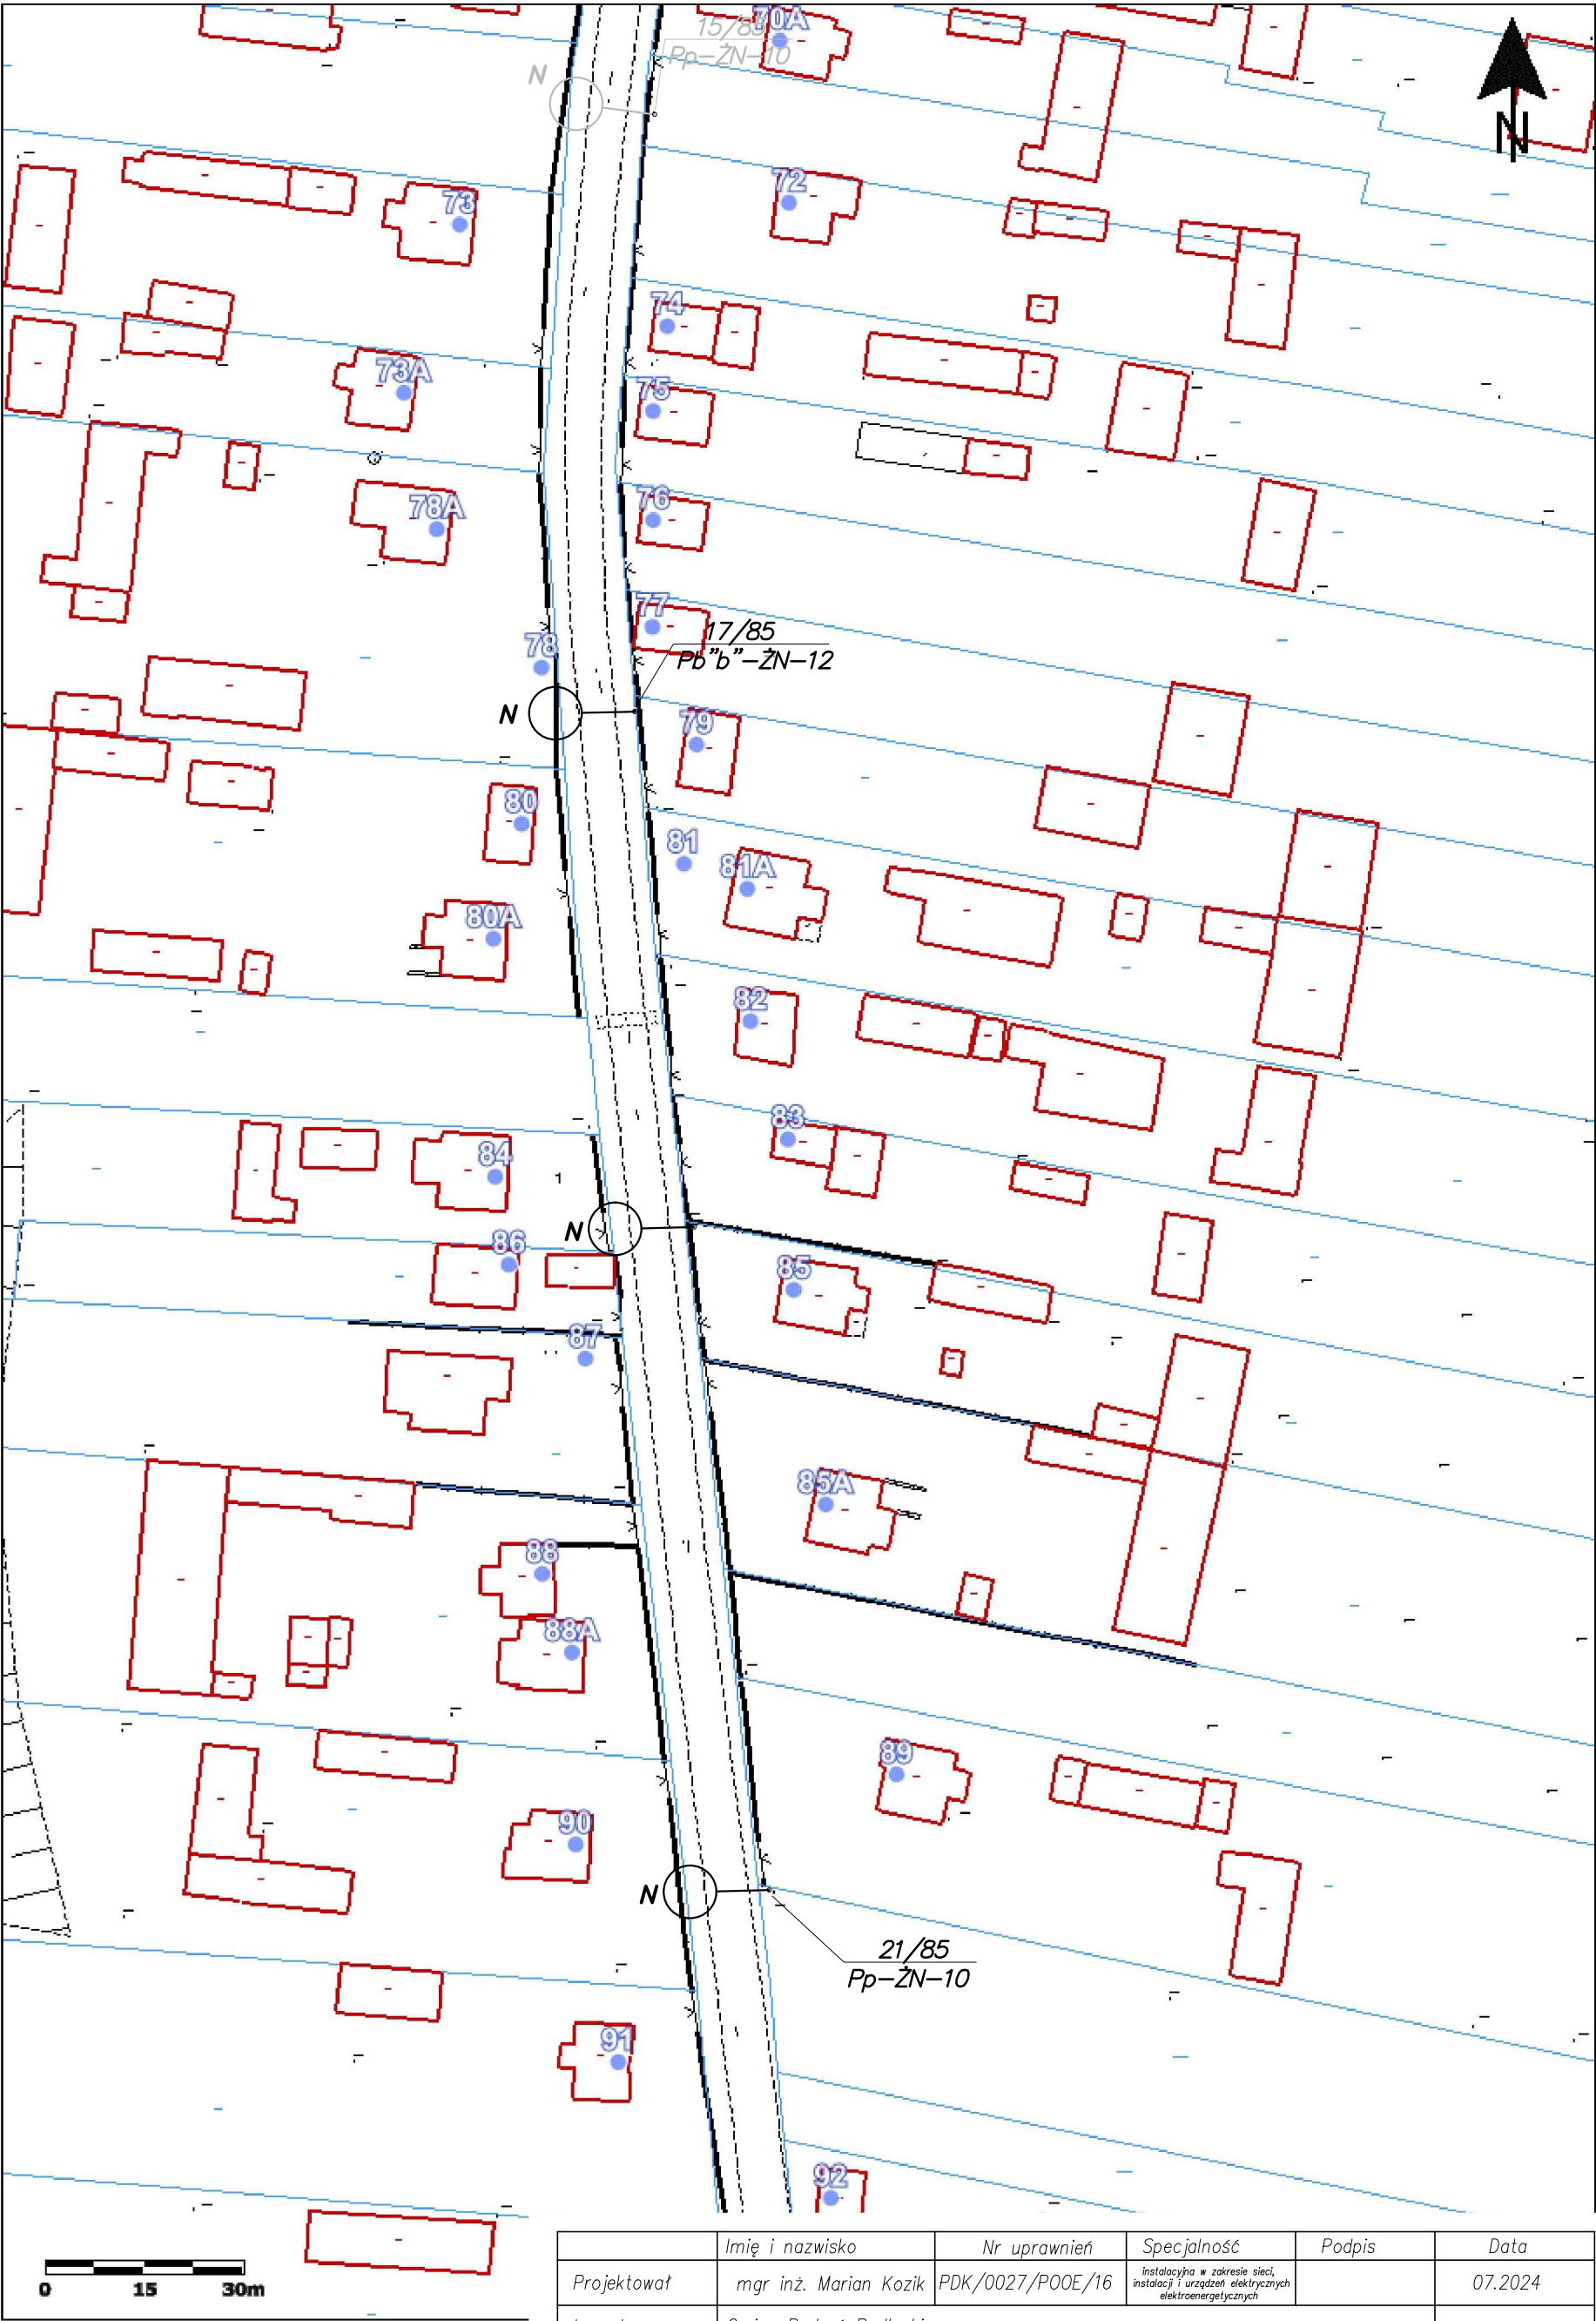 15/85
70A
Pp-ŻN-10
N
N
72
73
74
73A
75
76
78A
77
17/85
Pb"b"-ŻN-12
78
N
79
80
81
81A
80A
82
83
84
N
86
85
87
85A
88
88A
89
90
N
21/85
Pp-ŻN-10
91
92
Imię i nazwisko Nr uprawnień Specjalność Podpis Data
Projektował mgr inż. Marian Kozik PDK/0027/POOE/16 instalacyjna w zakresie sieci, instalacji i urządzeń elektrycznych elektroenergetycznych 07.2024
0 15 30m